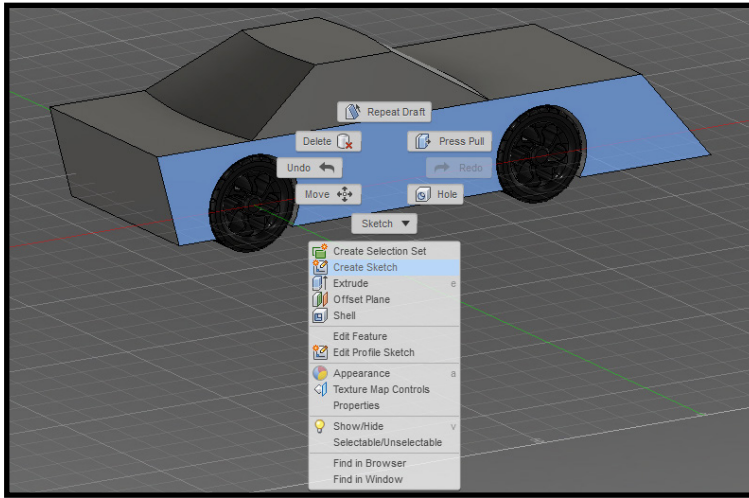 Repeat Draft
Delete
Press Pull
Undo
Redo
Move
Hole
Sketch
Create Selection Set
Create Sketch
Extrude e
Offset Plane
Shell
Edit Feature
Edit Profile Sketch
Appearance a
Texture Map Controls
Properties
Show/Hide v
Selectable/Unselectable
Find in Browser
Find in Window